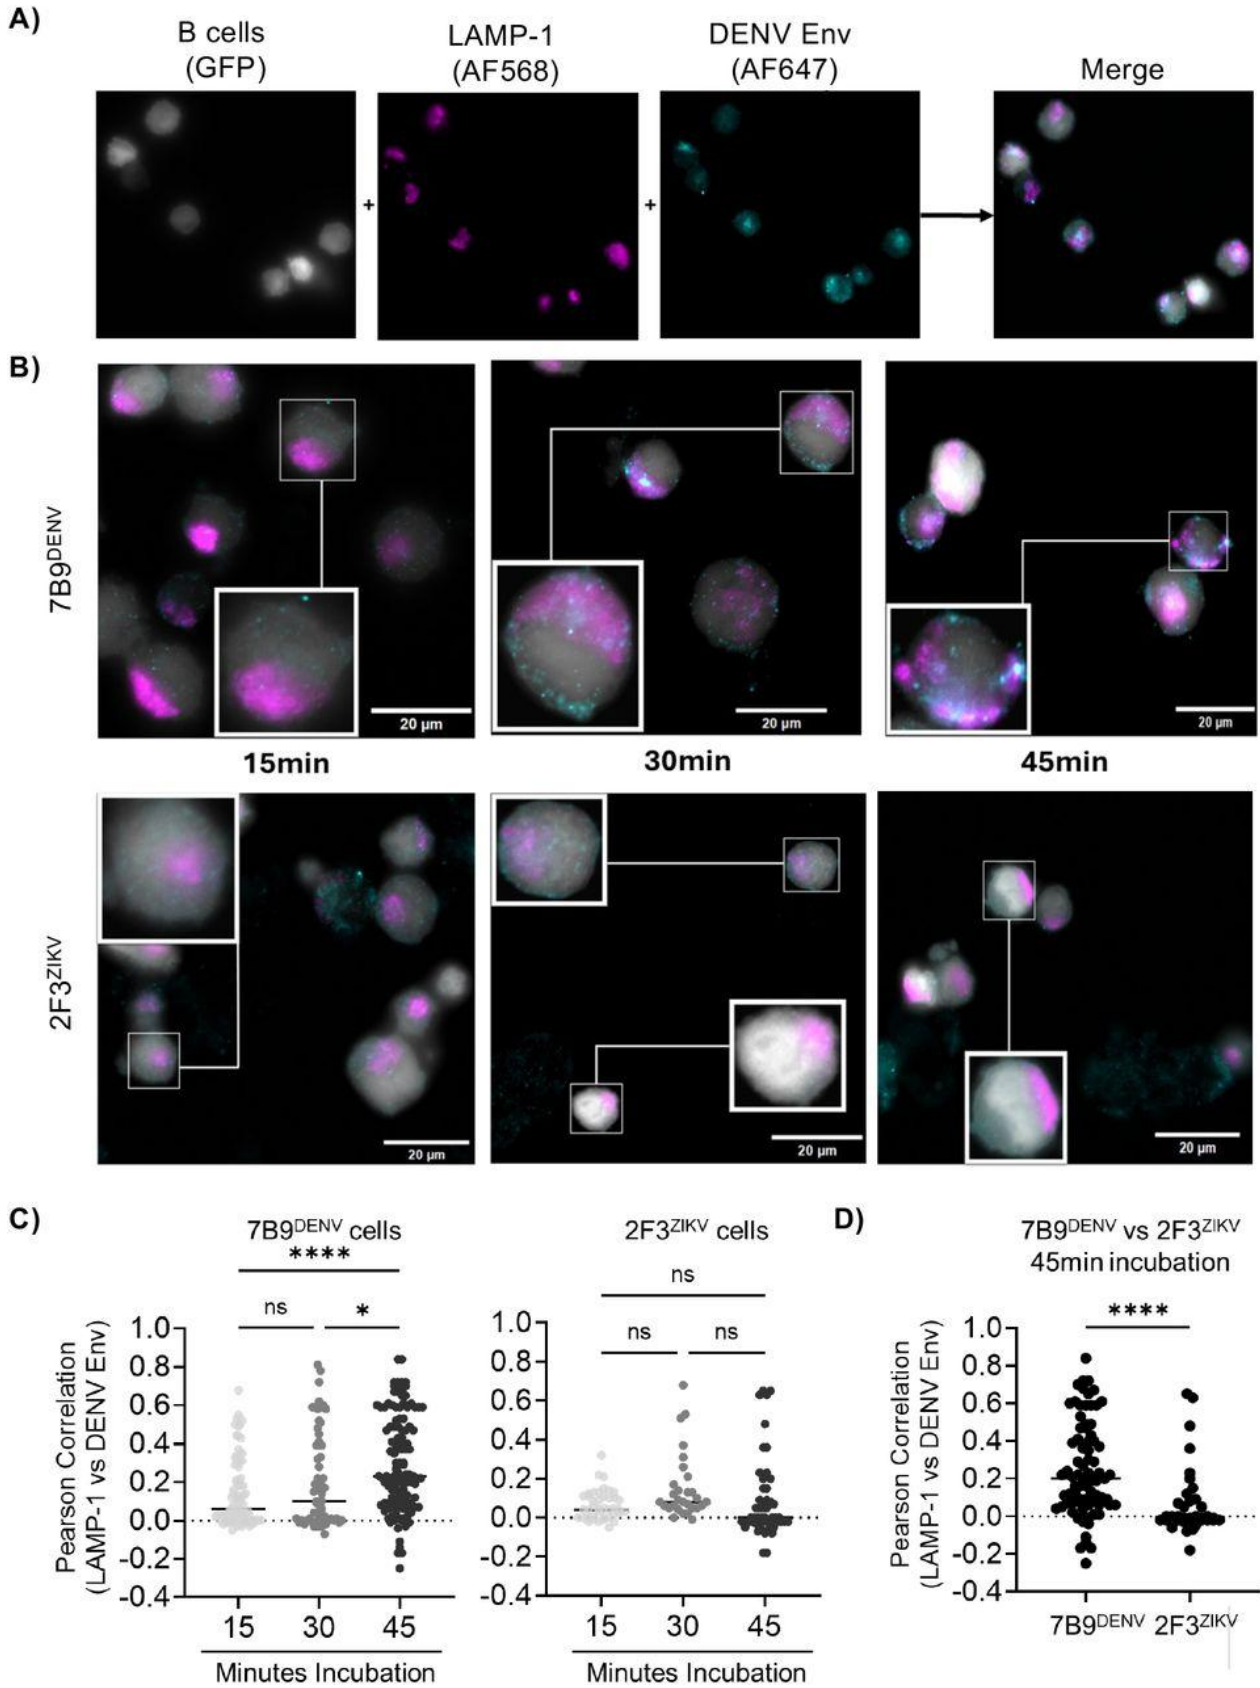 A)
B cells
(GFP)
LAMP-1
(AF568)
DENV Env
(AF647)
Merge
+
+
B)
7B9DENV
20 µm
20 µm
20 µm
15min
30min
45min
2F3ZIKV
20 µm
20 µm
20 µm
C)
7B9DENV cells
****
ns
*
Pearson Correlation
(LAMP-1 vs DENV Env)
1.0
0.8
0.6
0.4
0.2
0.0
-0.2
-0.4
15 30 45
Minutes Incubation
2F3ZIKV cells
ns
ns
ns
1.0
0.8
0.6
0.4
0.2
0.0
-0.2
-0.4
15 30 45
Minutes Incubation
D)
7B9DENV vs 2F3ZIKV
45min incubation
****
Pearson Correlation
(LAMP-1 vs DENV Env)
1.0
0.8
0.6
0.4
0.2
0.0
-0.2
-0.4
7B9DENV 2F3ZIKV